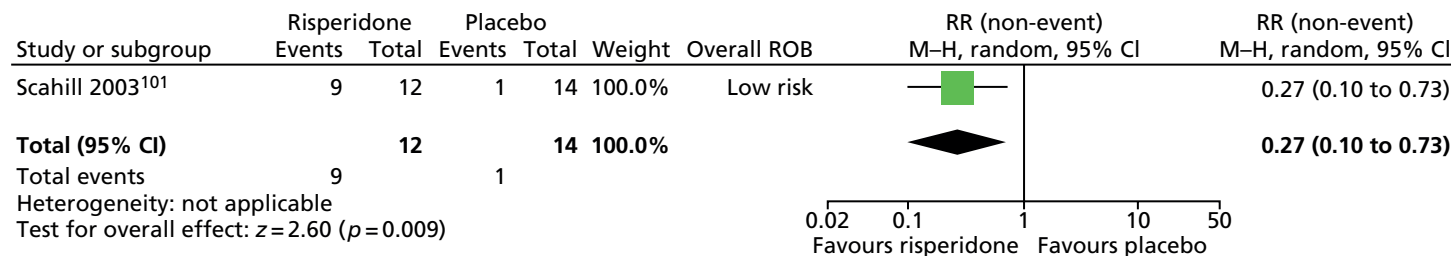 Risperidone Placebo RR (non-event) RR (non-event)
Study or subgroup Events Total Events Total Weight Overall ROB M–H, random, 95% CI M–H, random, 95% CI
Scahill 2003101 9 12 1 14 100.0% Low risk 0.27 (0.10 to 0.73)
Total (95% CI) 12 14 100.0% 0.27 (0.10 to 0.73)
Total events 9 1
Heterogeneity: not applicable
Test for overall effect: z=2.60 (p=0.009)
0.02 0.1 1 10 50
Favours risperidone Favours placebo